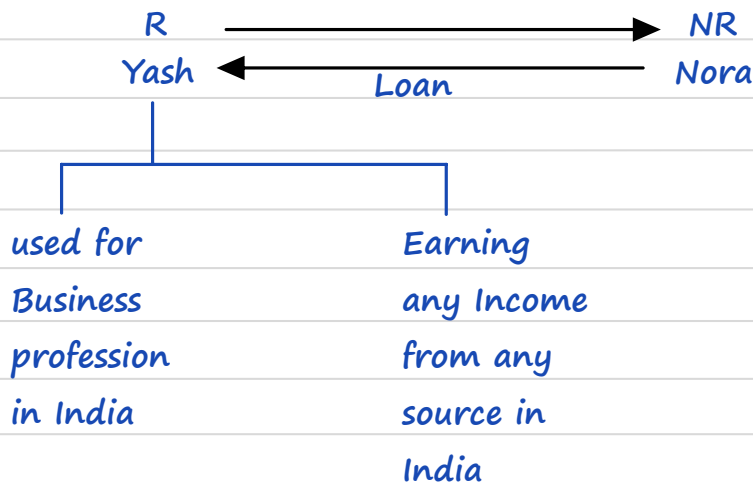 R NR
Yash Loan Nora
used for
Business
profession
in India
Earning
any Income
from any
source in
India